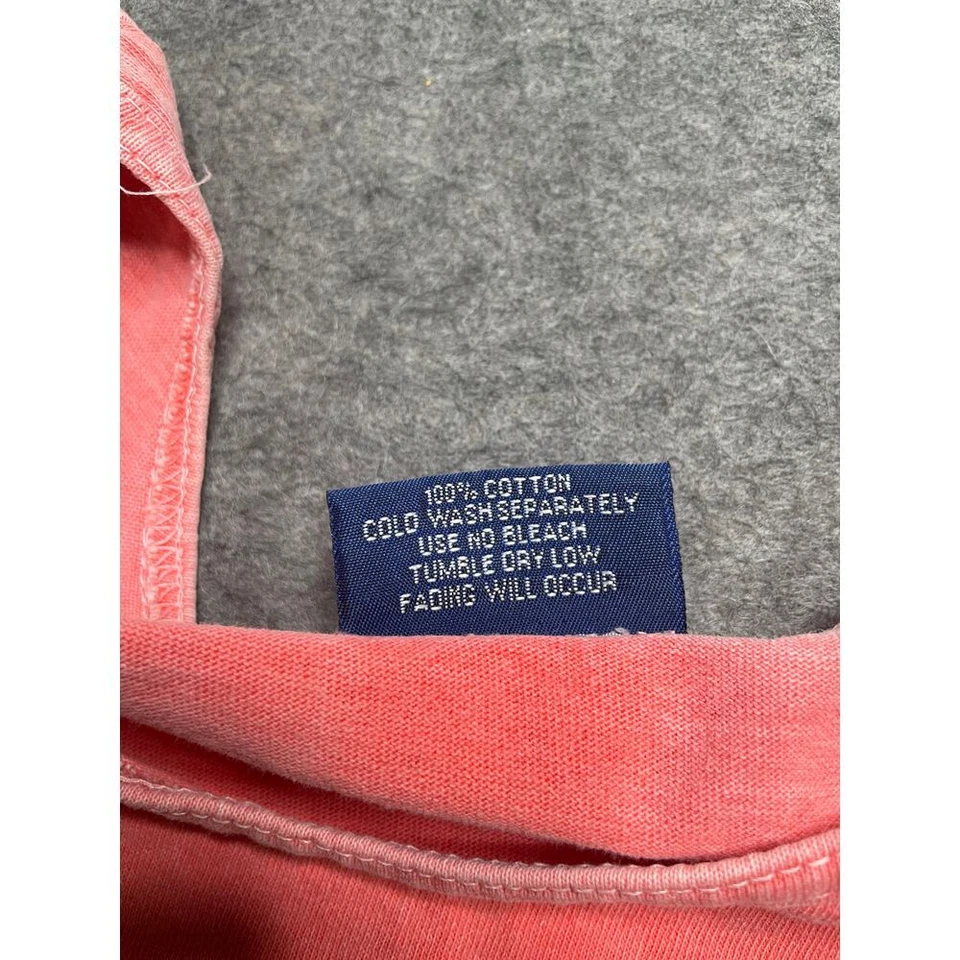 100% COTTON
COLD WASH SEPARATELY
USE NO BLEACH
TUMBLE DRY LOW
FADING WILL OCCUR